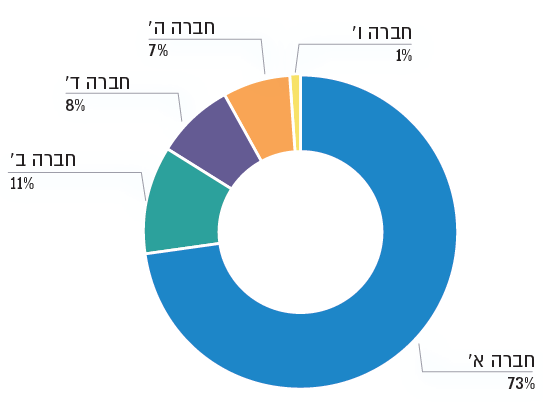 חברה ה׳
7%
חברה ו׳
1%
חברה ד׳
8%
חברה ב׳
11%
חברה א׳
73%